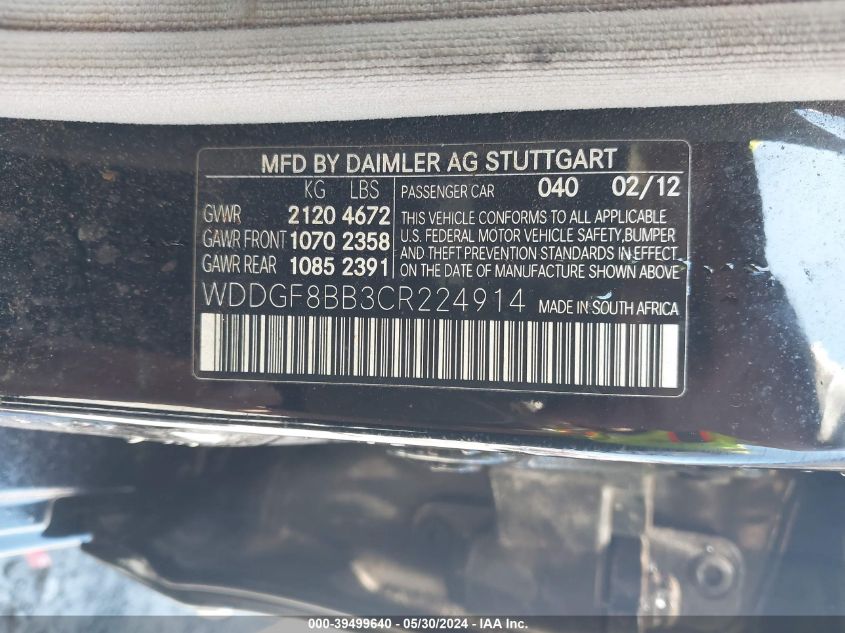 MFD BY DAIMLER AG STUTTGART
KG LBS PASSENGER CAR 040 02/12
GVWR 2120 4672 THIS VEHICLE CONFORMS TO ALL APPLICABLE
GAWR FRONT 1070 2358 U.S. FEDERAL MOTOR VEHICLE SAFETY,BUMPER
AND THEFT PREVENTION STANDARDS IN EFFECT
GAWR REAR 1085 2391 ON THE DATE OF MANUFACTURE SHOWN ABOVE
WDDGF8BB3CR224914 MADE IN SOUTH AFRICA
000-39499640 - 05/30/2024 - IAA Inc.